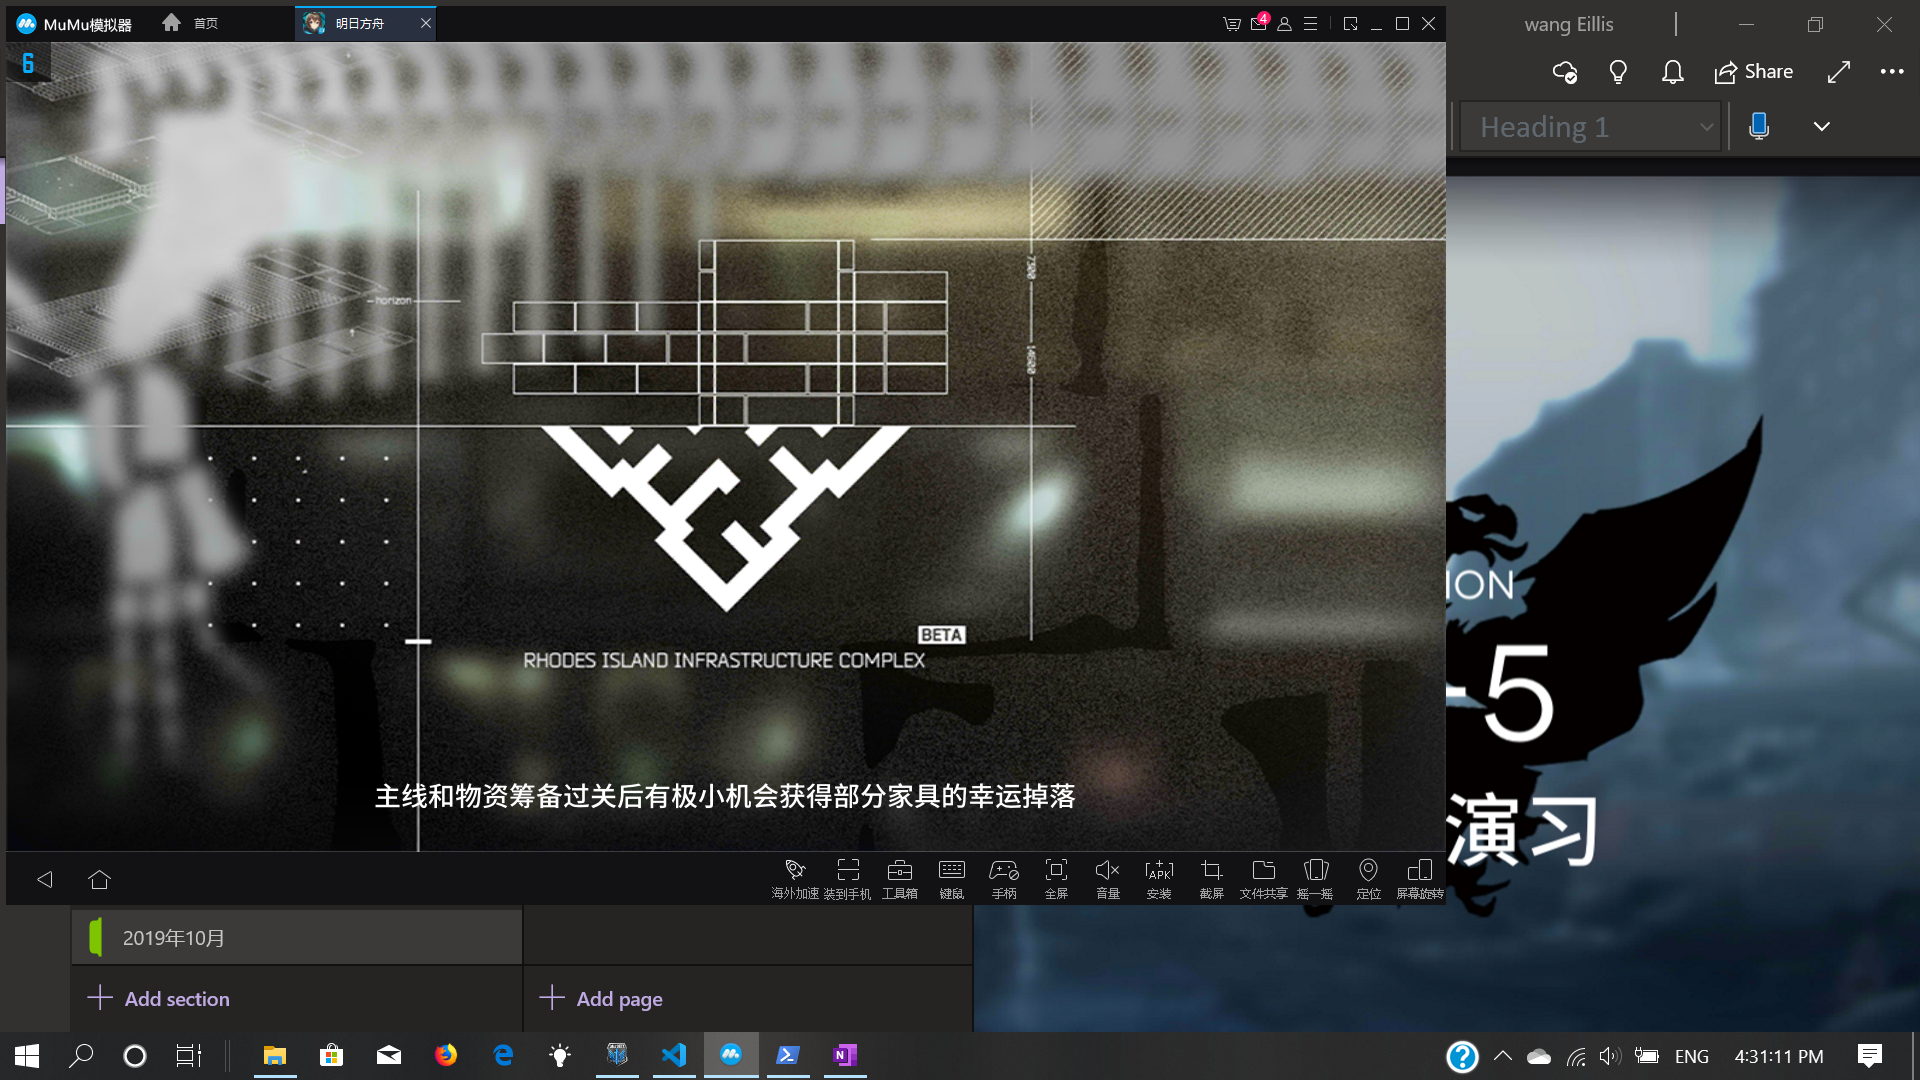 MuMu模拟器
首页
明日方舟
4
wang Eillis
6
Share
Heading 1
7300
horizon
14600
ION
BETA
RHODES ISLAND INFRASTRUCTURE COMPLEX
-5
主线和物资筹备过关后有极小机会获得部分家具的幸运掉落
演习
APK
海外加速
装到手机
工具箱
键鼠
手柄
全屏
音量
安装
截屏
文件共享
摇一摇
定位
屏幕旋转
2019年10月
Add section
Add page
ENG
4:31:11 PM